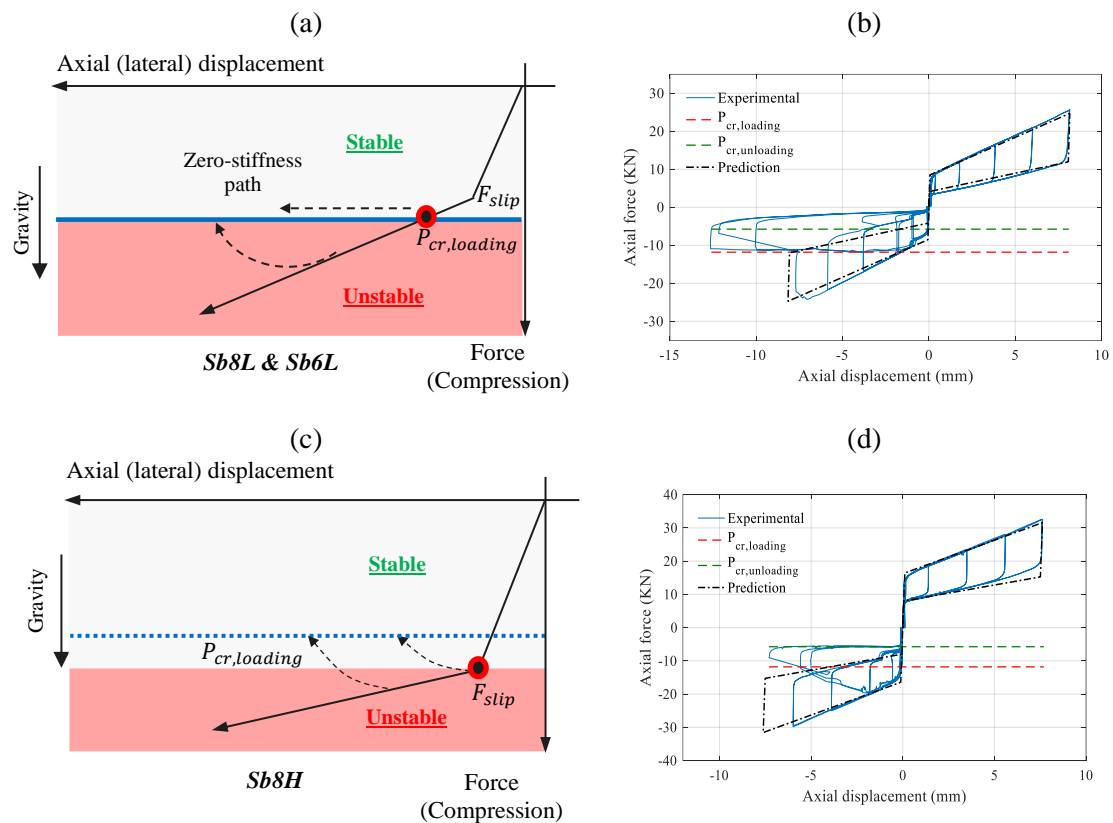 (a)
Axial (lateral) displacement
Stable
Zero-stiffness
path
F_slip
P_cr,loading
Gravity
Unstable
Sb8L & Sb6L
Force
(Compression)
(b)
Experimental
P_cr,loading
P_cr,unloading
Prediction
30
20
10
0
-10
-20
-30
Axial force (KN)
-15
-10
-5
0
5
10
Axial displacement (mm)
(c)
Axial (lateral) displacement
Stable
Gravity
P_cr,loading
F_slip
Unstable
Sb8H
Force
(Compression)
(d)
Experimental
P_cr,loading
P_cr,unloading
Prediction
40
30
20
10
0
-10
-20
-30
-40
Axial force (KN)
-10
-5
0
5
10
Axial displacement (mm)